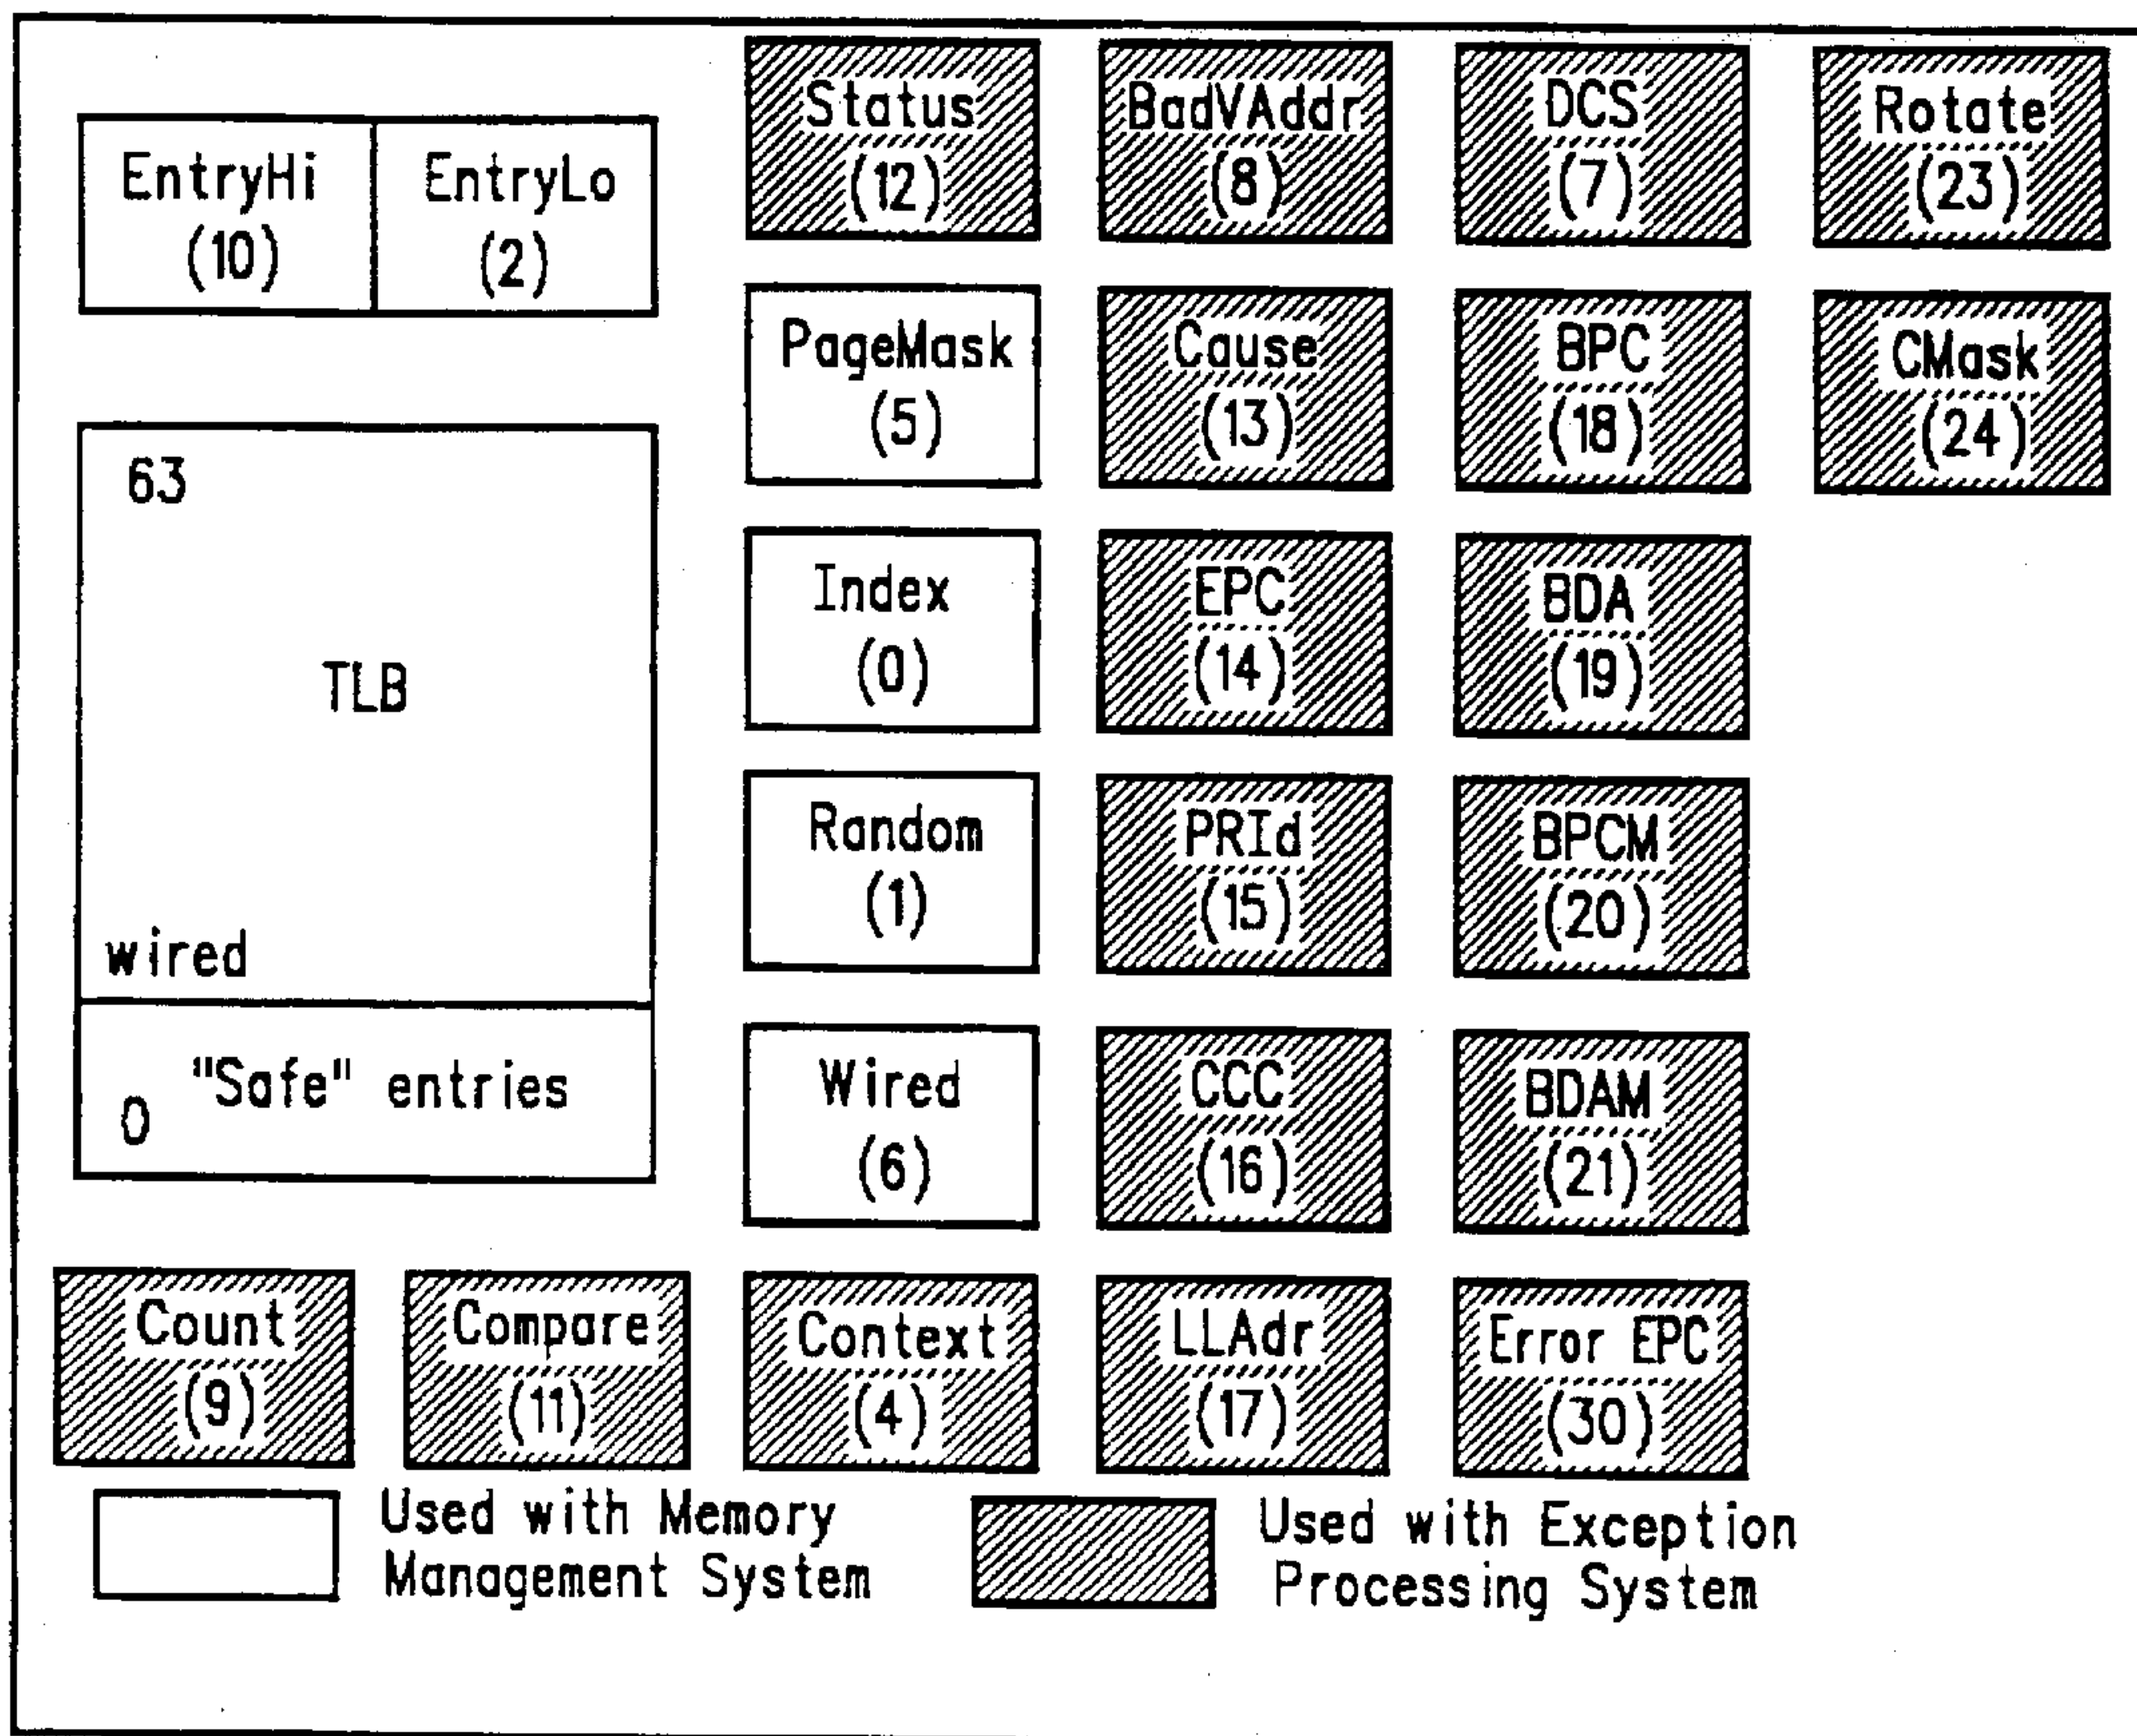 EntryHi
(10)
EntryLo
(2)
Status
(12)
BadVAddr
(8)
DCS
(7)
Rotate
(23)
PageMask
(5)
Cause
(13)
BPC
(18)
CMask
(24)
63
TLB
wired
"Safe" entries
0
Index
(0)
EPC
(14)
BDA
(19)
Random
(1)
PRId
(15)
BPCM
(20)
Wired
(6)
CCC
(16)
BDAM
(21)
Count
(9)
Compare
(11)
Context
(4)
LLAdr
(17)
Error EPC
(30)
Used with Memory
Management System
Used with Exception
Processing System